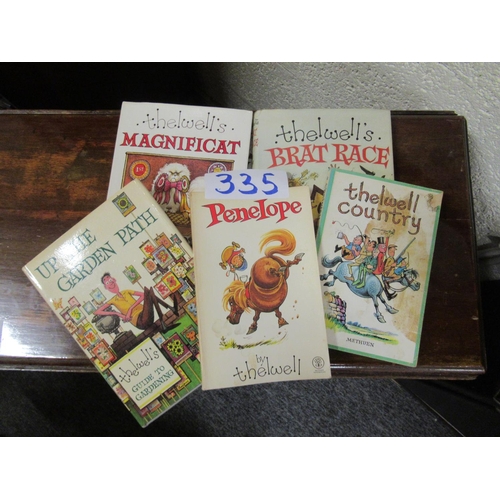 thelwell's
MAGNIFICAT
thelwell's
BRAT RACE
335
UP THE
GARDEN PATH
thelwell's
GUIDE TO
GARDENING
Penelope
by
thelwell
thelwell
country
METHUEN